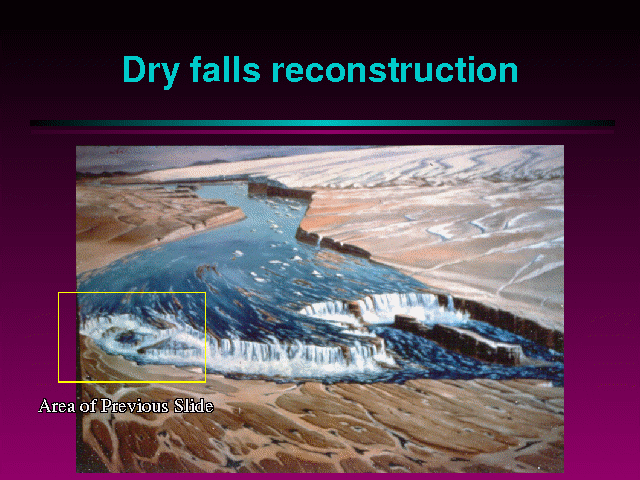 Dry falls reconstruction
Area of Previous Slide